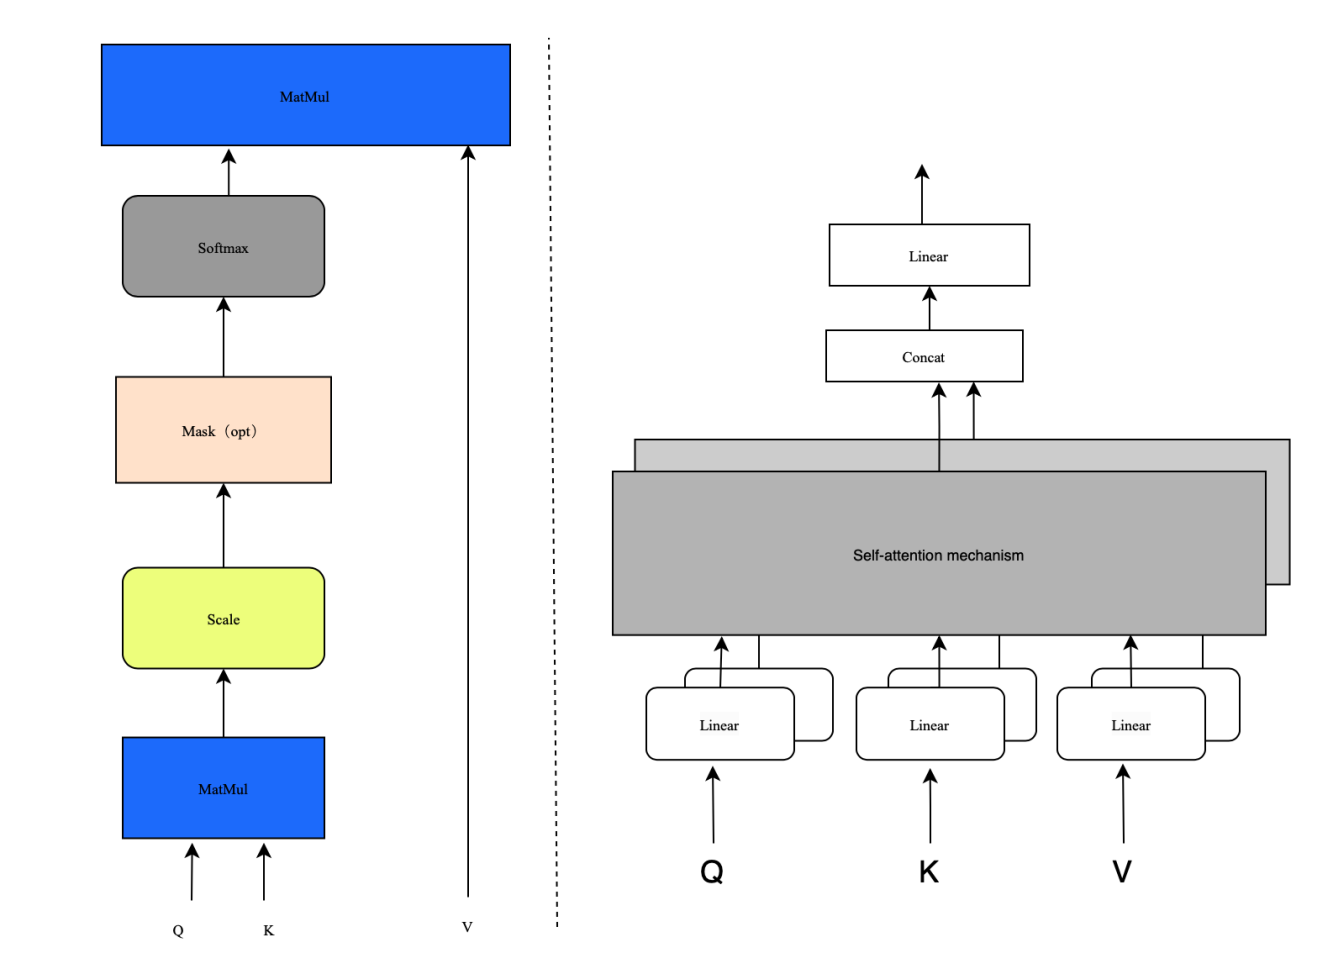 MatMul
Softmax
Mask（opt）
Scale
MatMul
Q
K
V
Linear
Concat
Self-attention mechanism
Linear
Linear
Linear
Q
K
V